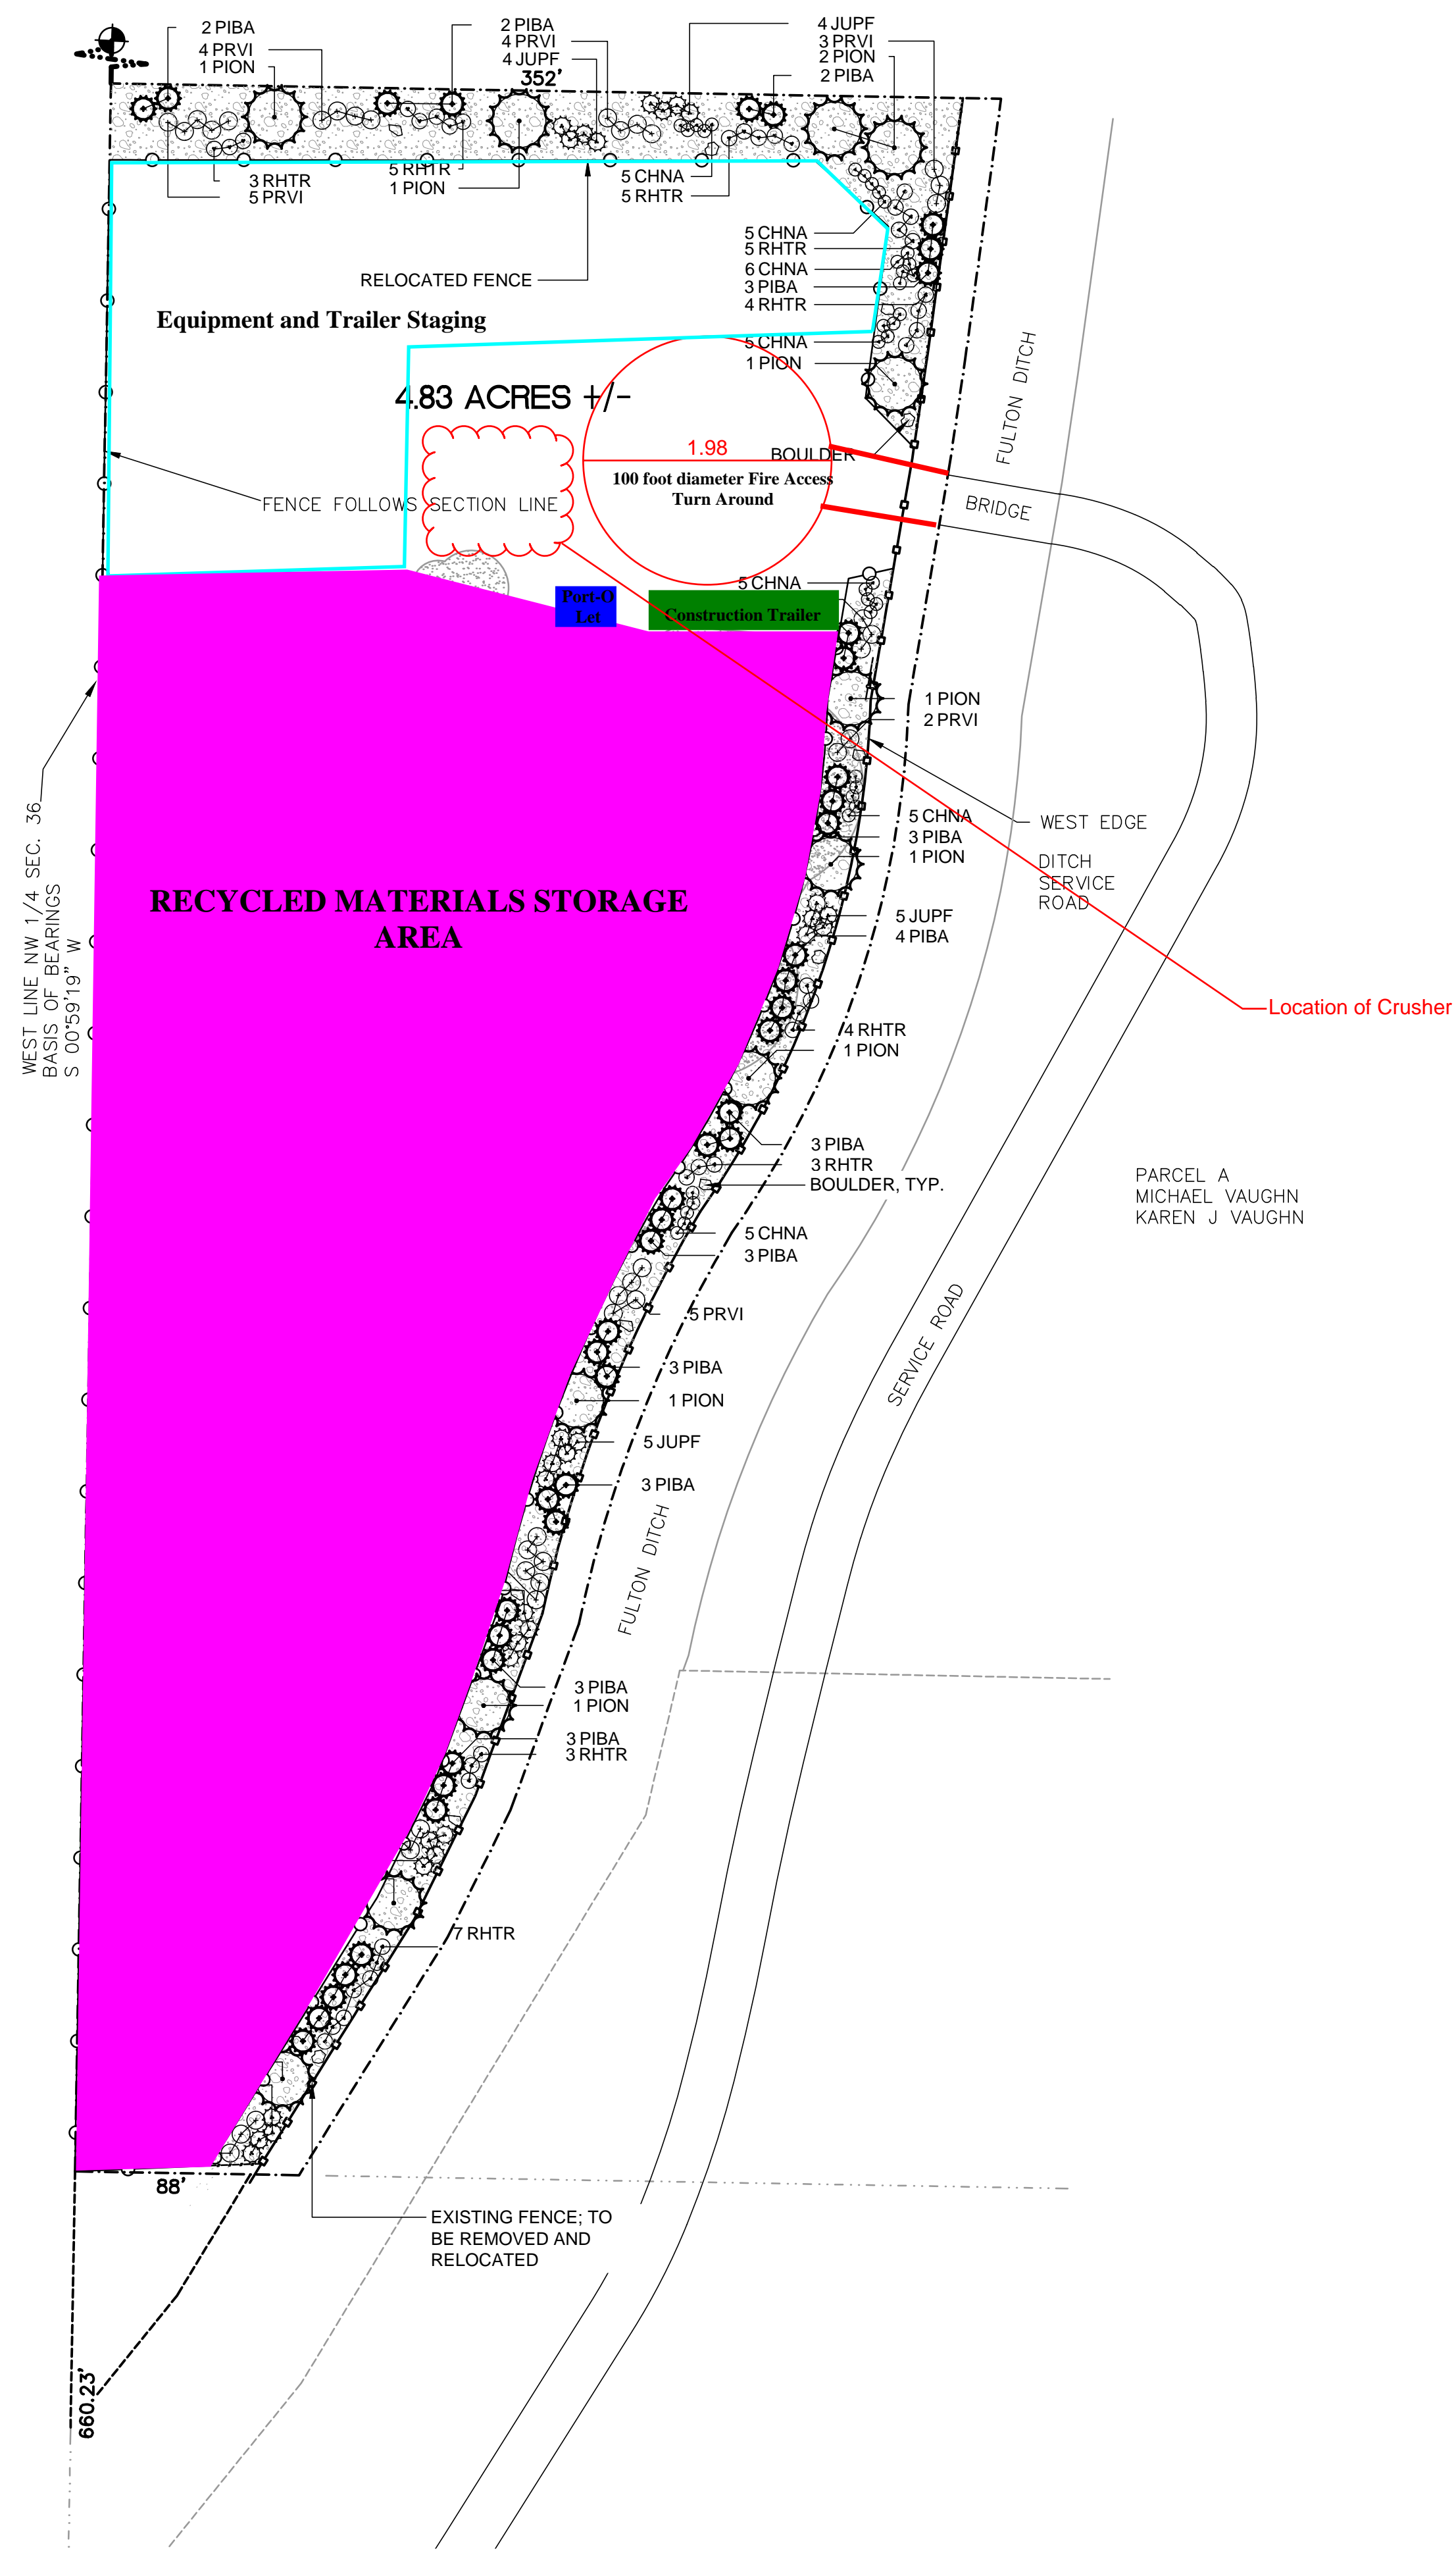 2 PIBA
4 PRVI
1 PION
2 PIBA
4 PRVI
4 JUPF
352'
4 JUPF
3 PRVI
2 PION
2 PIBA
3 RHTR
5 PRVI
5 RHTR
1 PION
5 CHNA
5 RHTR
5 CHNA
5 RHTR
6 CHNA
3 PIBA
4 RHTR
RELOCATED FENCE
Equipment and Trailer Staging
5 CHNA
1 PION
4.83 ACRES +/-
FULTON DITCH
1.98
BOULDER
100 foot diameter Fire Access
Turn Around
FENCE FOLLOWS SECTION LINE
BRIDGE
5 CHNA
Port-O
Let
Construction Trailer
1 PION
2 PRVI
WEST LINE NW 1/4 SEC. 36
BASIS OF BEARINGS
S 00°59'19" W
5 CHNA
3 PIBA
1 PION
WEST EDGE
DITCH
SERVICE
ROAD
RECYCLED MATERIALS STORAGE
AREA
5 JUPF
4 PIBA
Location of Crusher
4 RHTR
1 PION
3 PIBA
3 RHTR
BOULDER, TYP.
PARCEL A
MICHAEL VAUGHN
KAREN J VAUGHN
5 CHNA
3 PIBA
5 PRVI
SERVICE ROAD
3 PIBA
1 PION
5 JUPF
3 PIBA
FULTON DITCH
3 PIBA
1 PION
3 PIBA
3 RHTR
7 RHTR
88'
EXISTING FENCE; TO
BE REMOVED AND
RELOCATED
660.23'